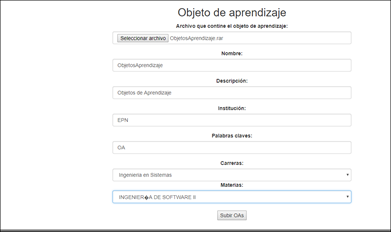 Objeto de aprendizaje
Archivo que contine el objeto de aprendizaje:
Seleccionar archivo ObjetosAprendizaje.rar
Nombre:
ObjetosAprendizaje
Descripción:
Objetos de Aprendizaje
Institución:
EPN
Palabras claves:
OA
Carreras:
Ingenieria en Sistemas
Materias:
INGENIER�A DE SOFTWARE II
Subir OAs